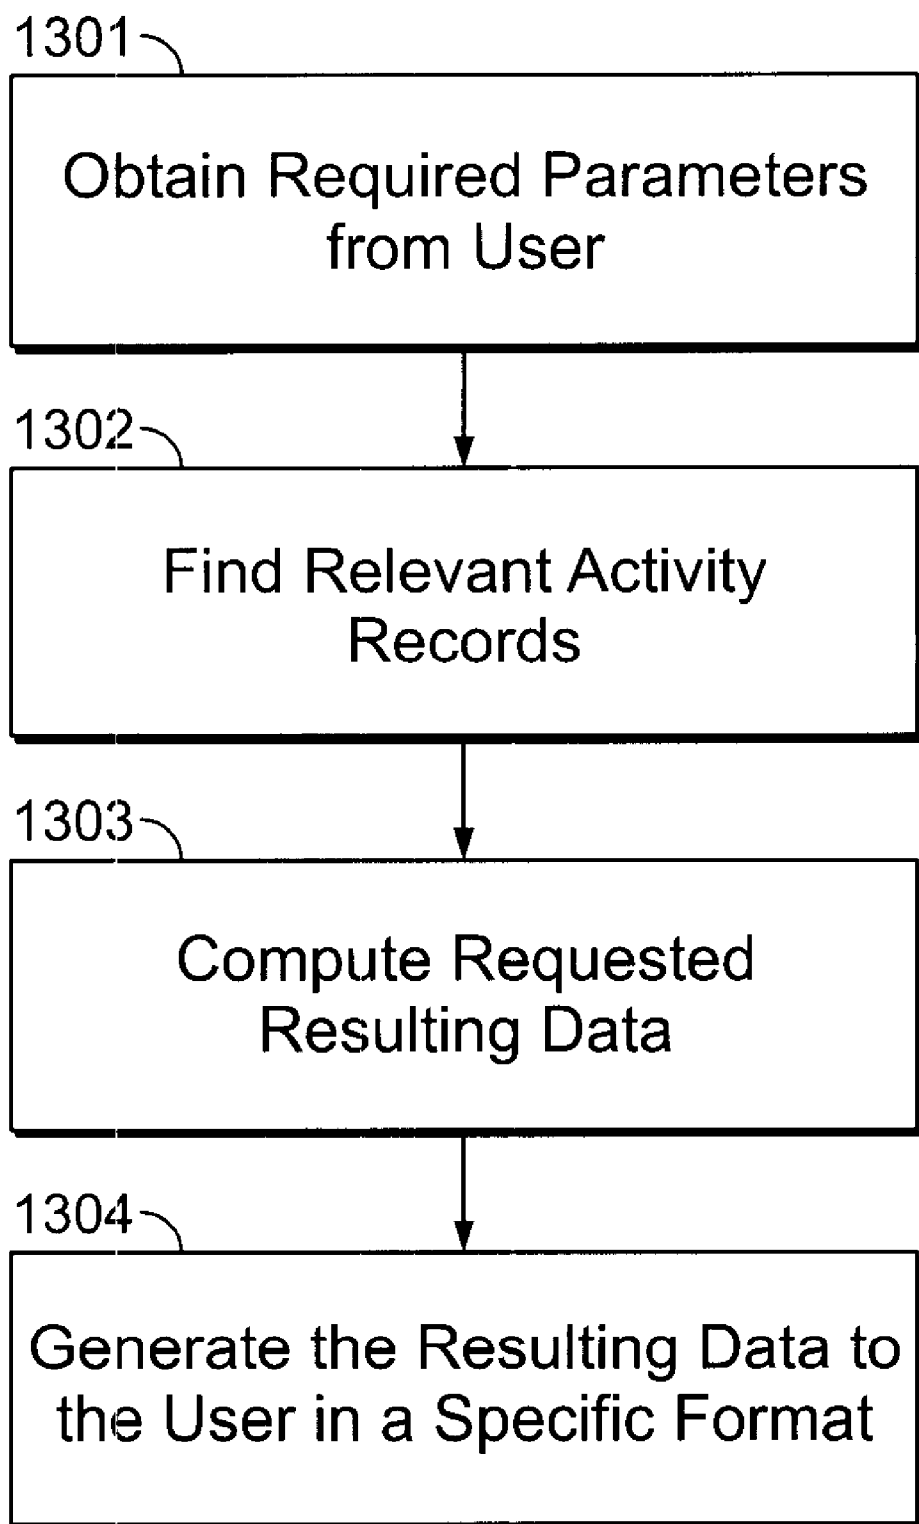 1301
Obtain Required Parameters
from User
1302
Find Relevant Activity
Records
1303
Compute Requested
Resulting Data
1304
Generate the Resulting Data to
the User in a Specific Format